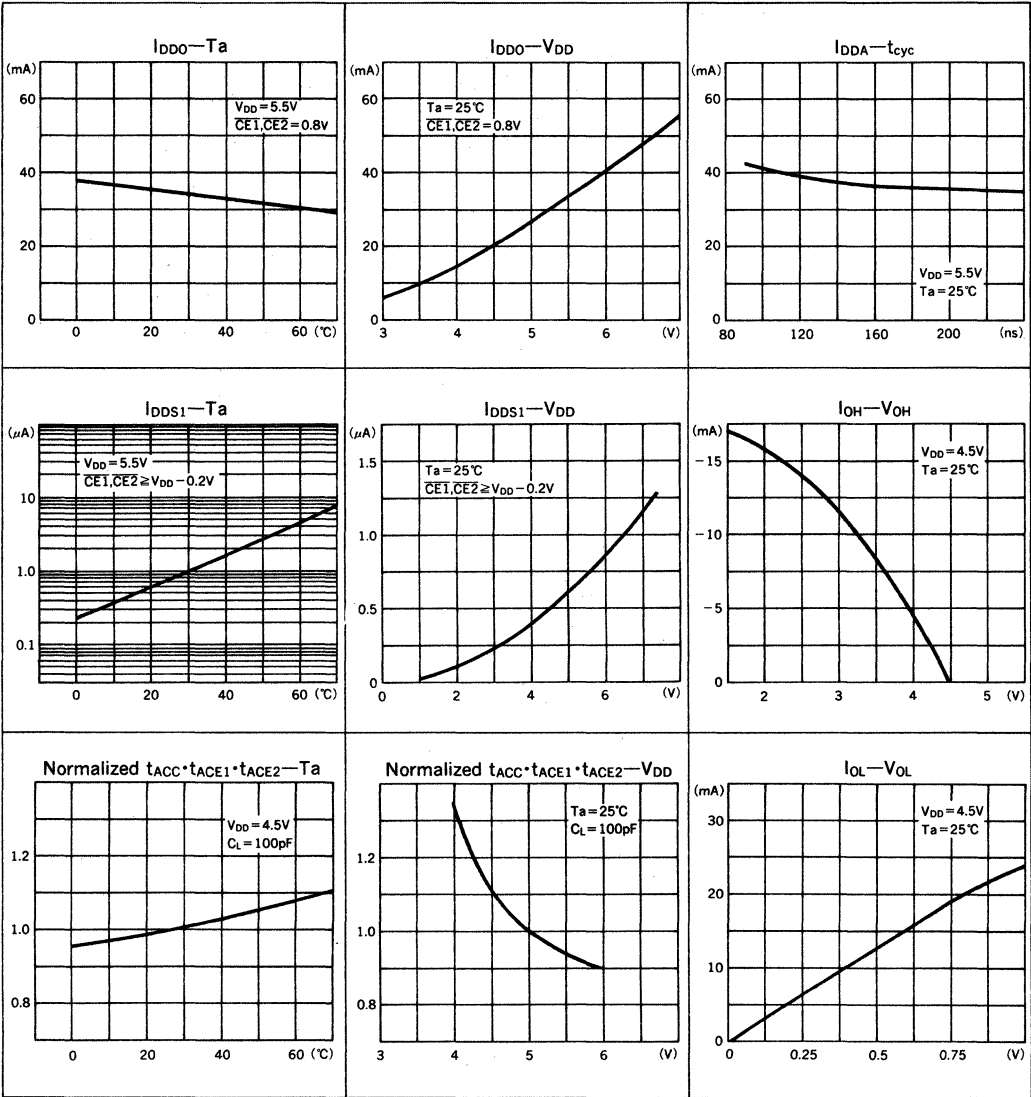 IDDO—Ta
(mA)
60
40
20
0
VDD=5.5V
CE1,CE2=0.8V
0 20 40 60 (℃)
IDDO—VDD
(mA)
60
40
20
0
Ta=25℃
CE1,CE2=0.8V
3 4 5 6 (V)
IDDA—tcyc
(mA)
60
40
20
0
VDD=5.5V
Ta=25℃
80 120 160 200 (ns)
IDDS1—Ta
(μA)
10
1.0
0.1
VDD=5.5V
CE1,CE2≧VDD−0.2V
0 20 40 60 (℃)
IDDS1—VDD
(μA)
1.5
1.0
0.5
0
Ta=25℃
CE1,CE2≧VDD−0.2V
0 2 4 6 (V)
IOH—VOH
(mA)
−15
−10
−5
0
VDD=4.5V
Ta=25℃
2 3 4 5 (V)
Normalized tACC·tACE1·tACE2—Ta
1.2
1.0
0.8
VDD=4.5V
CL=100pF
0 20 40 60 (℃)
Normalized tACC·tACE1·tACE2—VDD
1.2
1.0
0.8
Ta=25℃
CL=100pF
3 4 5 6 (V)
IOL—VOL
(mA)
30
20
10
0
VDD=4.5V
Ta=25℃
0 0.25 0.5 0.75 (V)